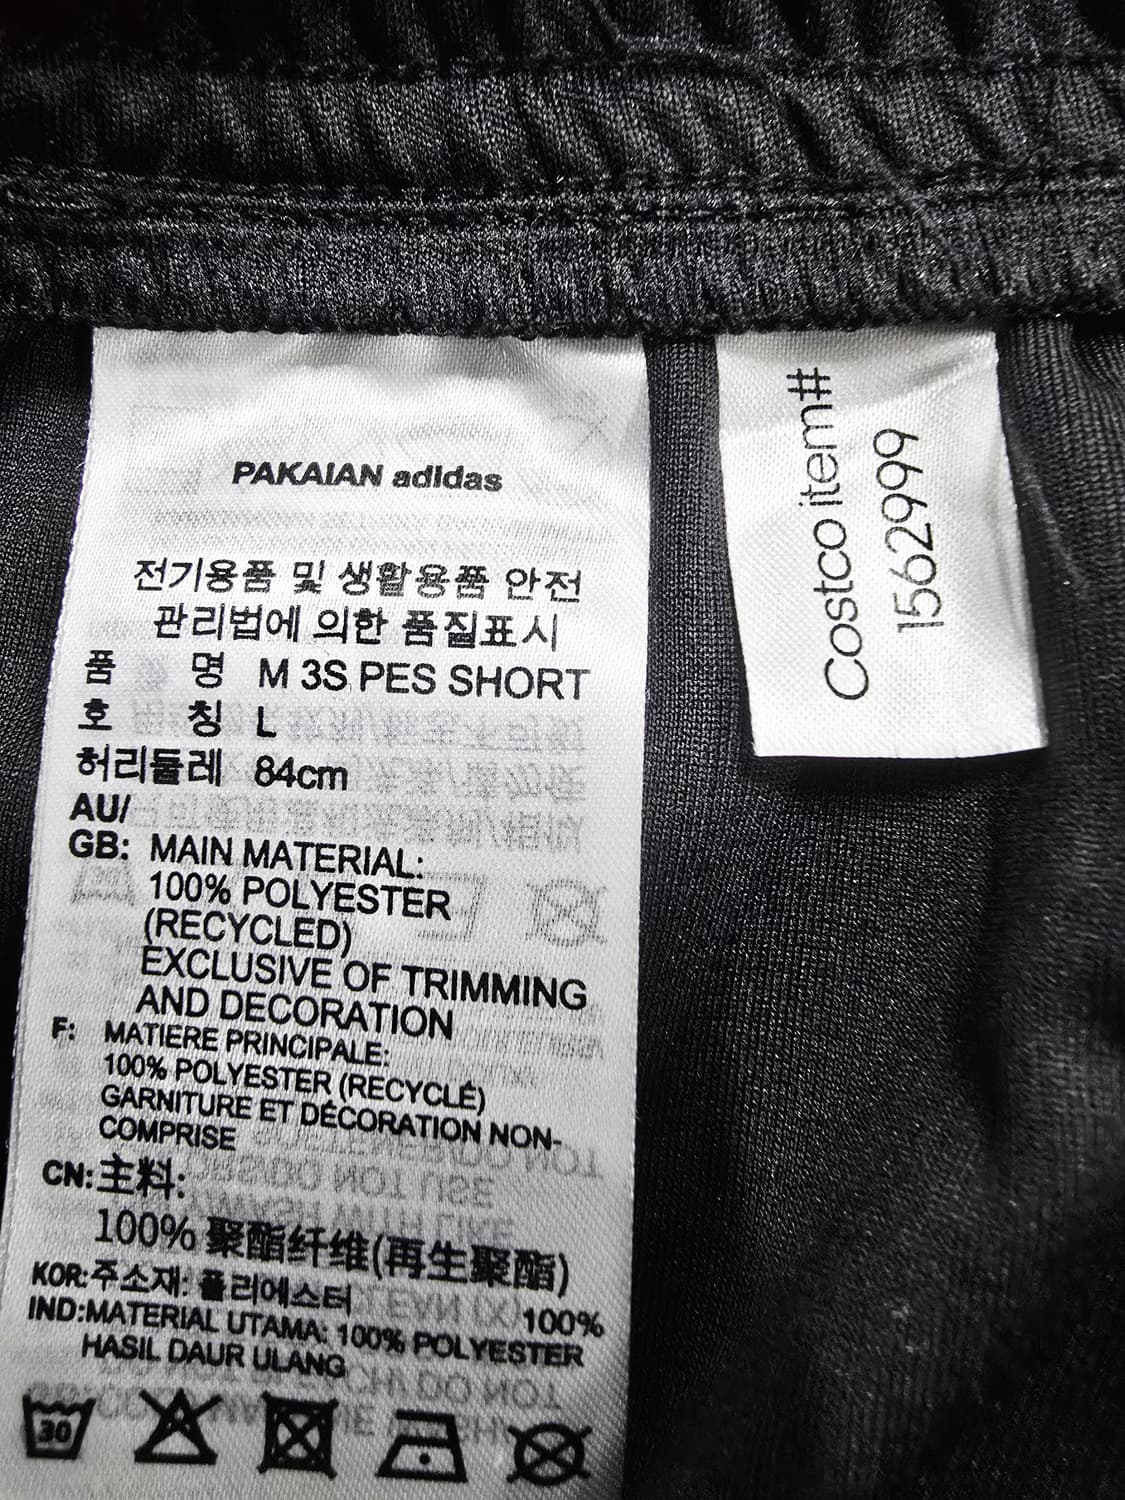 PAKAIAN adidas
전기용품 및 생활용품 안전
관리법에 의한 품질표시
품 명 M 3S PES SHORT
호 칭 L
허리둘레 84cm
AU/
GB: MAIN MATERIAL:
100% POLYESTER
(RECYCLED)
EXCLUSIVE OF TRIMMING
AND DECORATION
F: MATIERE PRINCIPALE:
100% POLYESTER (RECYCLÉ)
GARNITURE ET DÉCORATION NON-
COMPRISE
CN:主料:
100% 聚酯纤维(再生聚酯)
KOR:주소재: 폴리에스터 100%
IND:MATERIAL UTAMA: 100% POLYESTER
HASIL DAUR ULANG
30
Costco item#
1562999